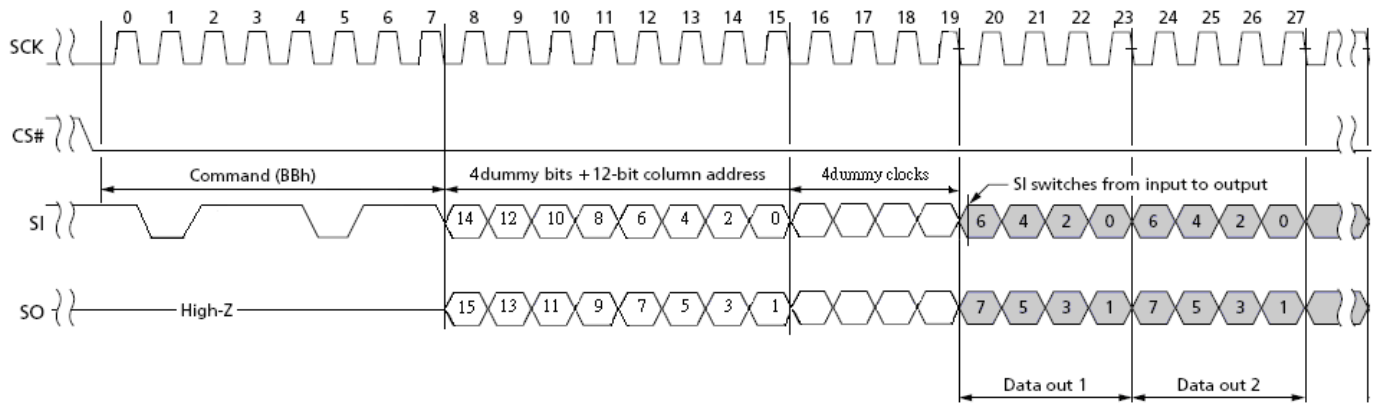 0 1 2 3 4 5 6 7 8 9 10 11 12 13 14 15 16 17 18 19 20 21 22 23 24 25 26 27
SCK
CS#
Command (BBh) 4dummy bits + 12-bit column address 4dummy clocks
SI switches from input to output
SI 14 12 10 8 6 4 2 0 6 4 2 0 6 4 2 0
SO High-Z 15 13 11 9 7 5 3 1 7 5 3 1 7 5 3 1
Data out 1 Data out 2